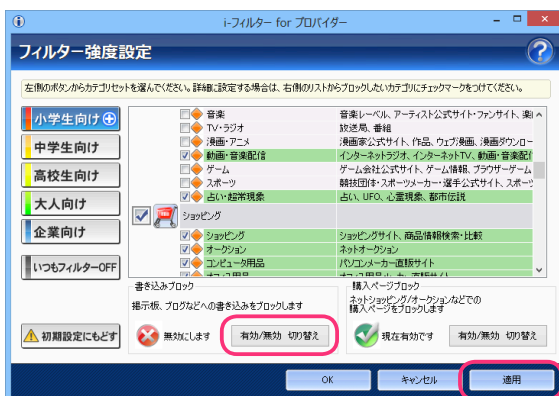 i-フィルター for プロバイダー
フィルター強度設定
左側のボタンからカテゴリセットを選んでください。詳細に設定する場合は、右側のリストからブロックしたいカテゴリにチェックマークをつけてください。
小学生向け
中学生向け
高校生向け
大人向け
企業向け
いつもフィルターOFF
初期設定にもどす
音楽 音楽レーベル、アーティスト公式サイト・ファンサイト、楽
TV・ラジオ 放送局、番組
漫画・アニメ 漫画家公式サイト、作品、ウェブ漫画、漫画ダウンロー
動画・音楽配信 インターネットラジオ、インターネットTV、動画・音楽配
ゲーム ゲーム会社公式サイト、ゲーム情報、ブラウザーゲーム
スポーツ 競技団体・スポーツメーカー・選手公式サイト、スポーツ
占い・超常現象 占い、UFO、心霊現象、都市伝説
ショッピング
ショッピング ショッピングサイト、商品情報検索・比較
オークション ネットオークション
コンピュータ用品 パソコンメーカー直販サイト
書き込みブロック
掲示板、ブログなどへの書き込みをブロックします
無効にします
有効/無効 切り替え
購入ページブロック
ネットショッピング/オークションなどでの
購入ページをブロックします
現在有効です
有効/無効 切り替え
OK
キャンセル
適用